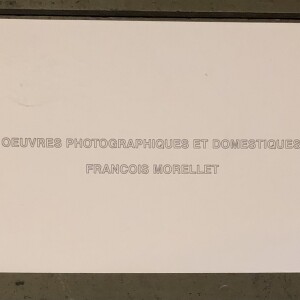 OEUVRES PHOTOGRAPHIQUES ET DOMESTIQUES
FRANCOIS MORELLET